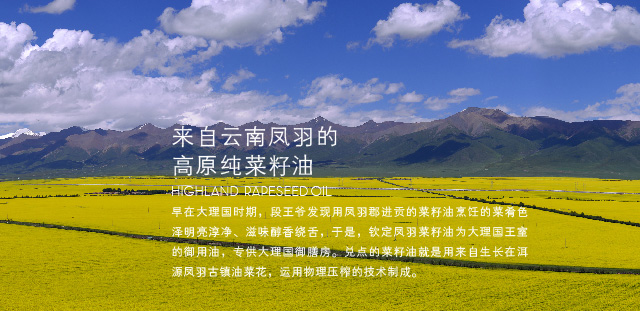 来自云南凤羽的
高原纯菜籽油
HIGHLAND RAPESEED OIL
早在大理国时期，段王爷发现用凤羽郡进贡的菜籽油烹饪的菜肴色
泽明亮淳净、滋味醇香绕舌，于是，钦定凤羽菜籽油为大理国王室
的御用油，专供大理国御膳房。兑点的菜籽油就是用来自生长在洱
源凤羽古镇油菜花，运用物理压榨的技术制成。